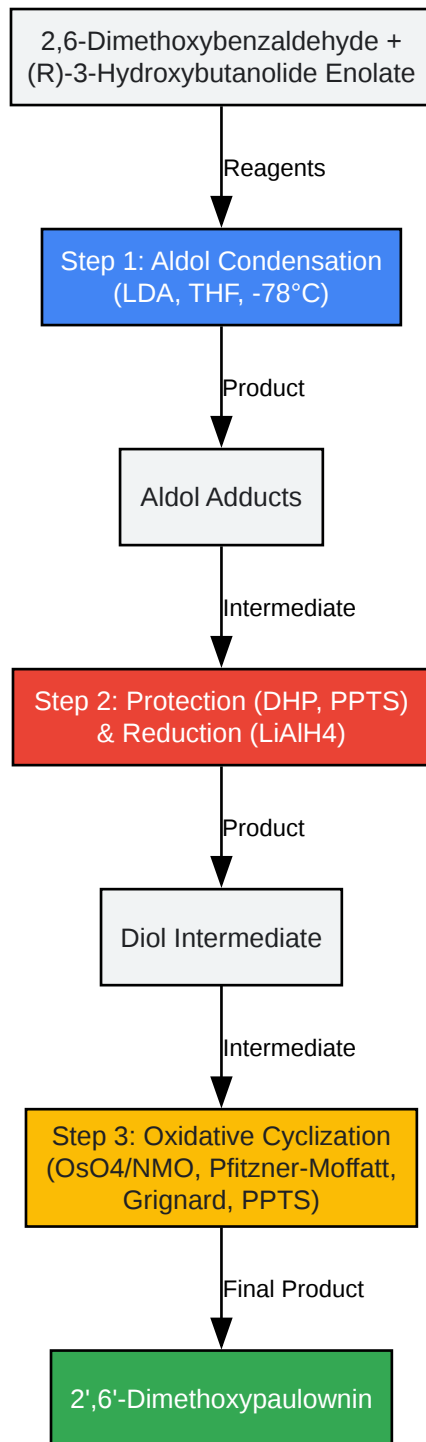 2,6-Dimethoxybenzaldehyde +
(R)-3-Hydroxybutanolide Enolate
Reagents
Step 1: Aldol Condensation
(LDA, THF, -78°C)
Product
Aldol Adducts
Intermediate
Step 2: Protection (DHP, PPTS)
& Reduction (LiAlH4)
Product
Diol Intermediate
Intermediate
Step 3: Oxidative Cyclization
(OsO4/NMO, Pfitzner-Moffatt,
Grignard, PPTS)
Final Product
2',6'-Dimethoxypaulownin